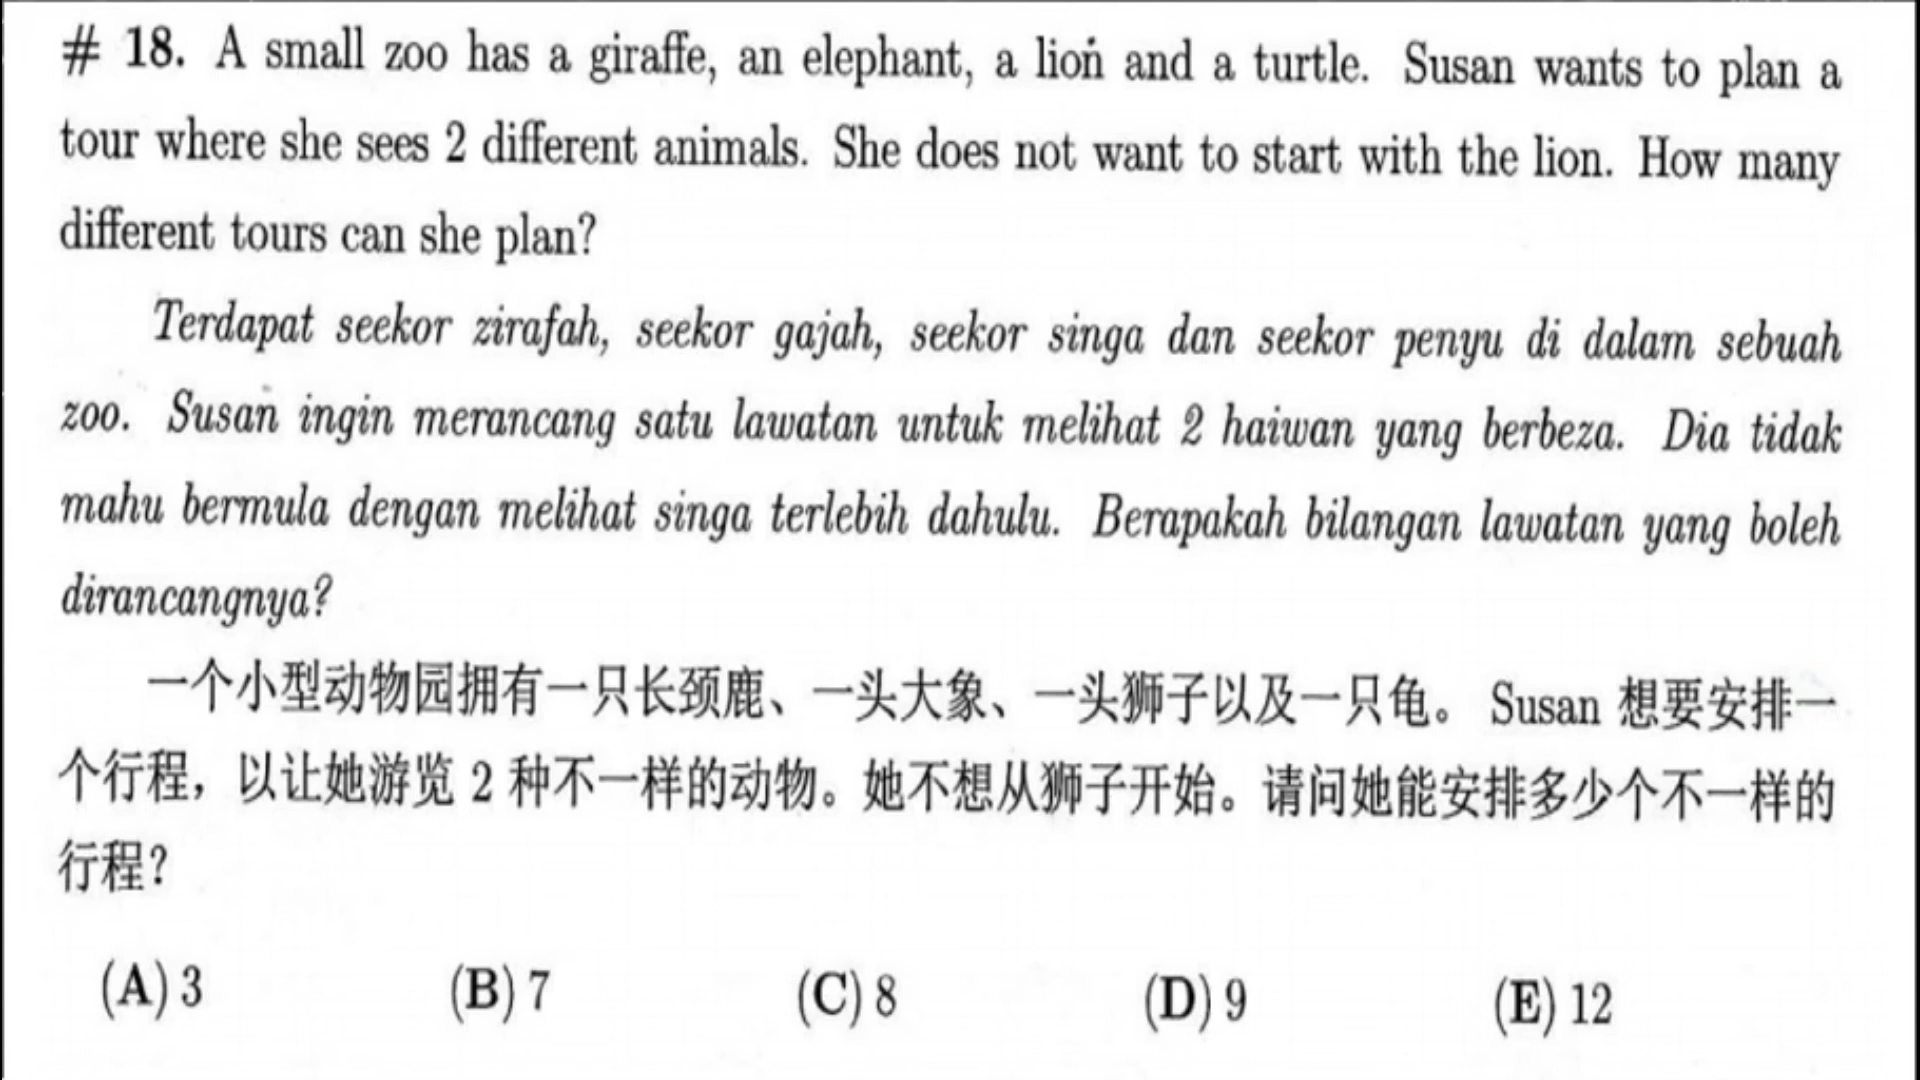 # 18. A small zoo has a giraffe, an elephant, a lion and a turtle. Susan wants to plan a
tour where she sees 2 different animals. She does not want to start with the lion. How many
different tours can she plan?
Terdapat seekor zirafah, seekor gajah, seekor singa dan seekor penyu di dalam sebuah
zoo. Susan ingin merancang satu lawatan untuk melihat 2 haiwan yang berbeza. Dia tidak
mahu bermula dengan melihat singa terlebih dahulu. Berapakah bilangan lawatan yang boleh
dirancangnya?
一个小型动物园拥有一只长颈鹿、一头大象、一头狮子以及一只龟。Susan 想要安排一
个行程，以让她游览 2 种不一样的动物。她不想从狮子开始。请问她能安排多少个不一样的
行程？
(A) 3 (B) 7 (C) 8 (D) 9 (E) 12